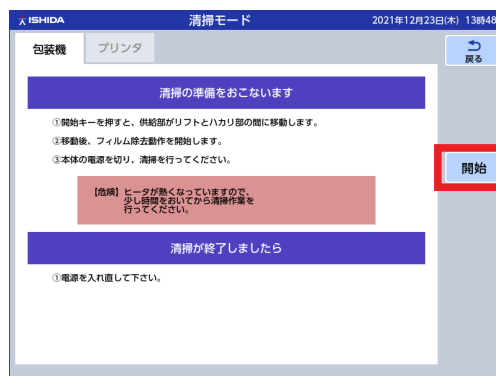 ISHIDA
清掃モード
2021年12月23日(木) 13時48
包装機
プリンタ
戻る
清掃の準備をおこないます
①開始キーを押すと、供給部がリフトとハカリ部の間に移動します。
②移動後、フィルム除去動作を開始します。
③本体の電源を切り、清掃を行ってください。
開始
【危険】ヒータが熱くなっていますので、
少し時間をおいてから清掃作業を
行ってください。
清掃が終了しましたら
①電源を入れ直して下さい。